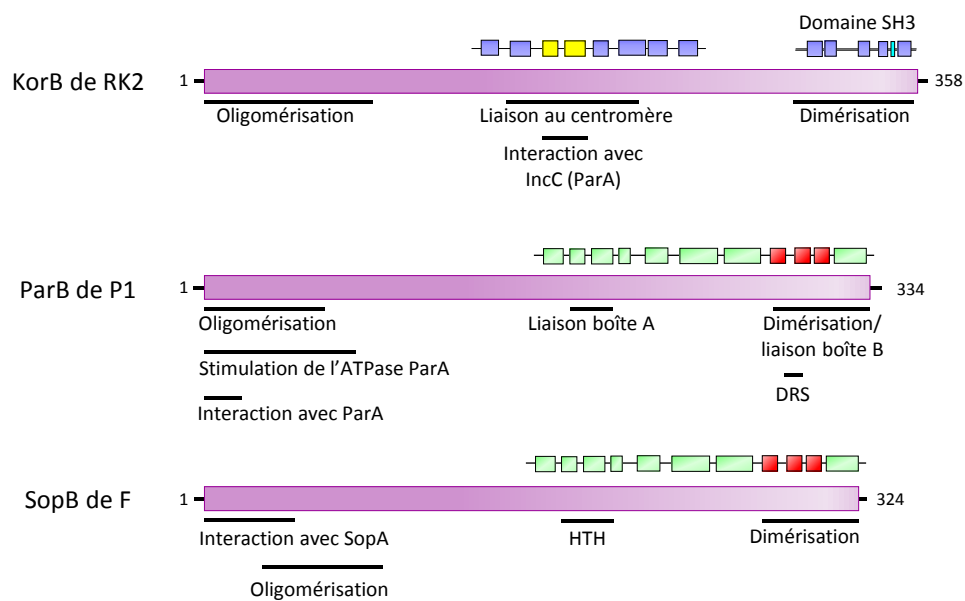 Domaine SH3
KorB de RK2
1
358
Oligomérisation
Liaison au centromère
Dimérisation
Interaction avec
IncC (ParA)
ParB de P1
1
334
Oligomérisation
Liaison boîte A
Dimérisation/
liaison boîte B
Stimulation de l’ATPase ParA
DRS
Interaction avec ParA
SopB de F
1
324
Interaction avec SopA
HTH
Dimérisation
Oligomérisation